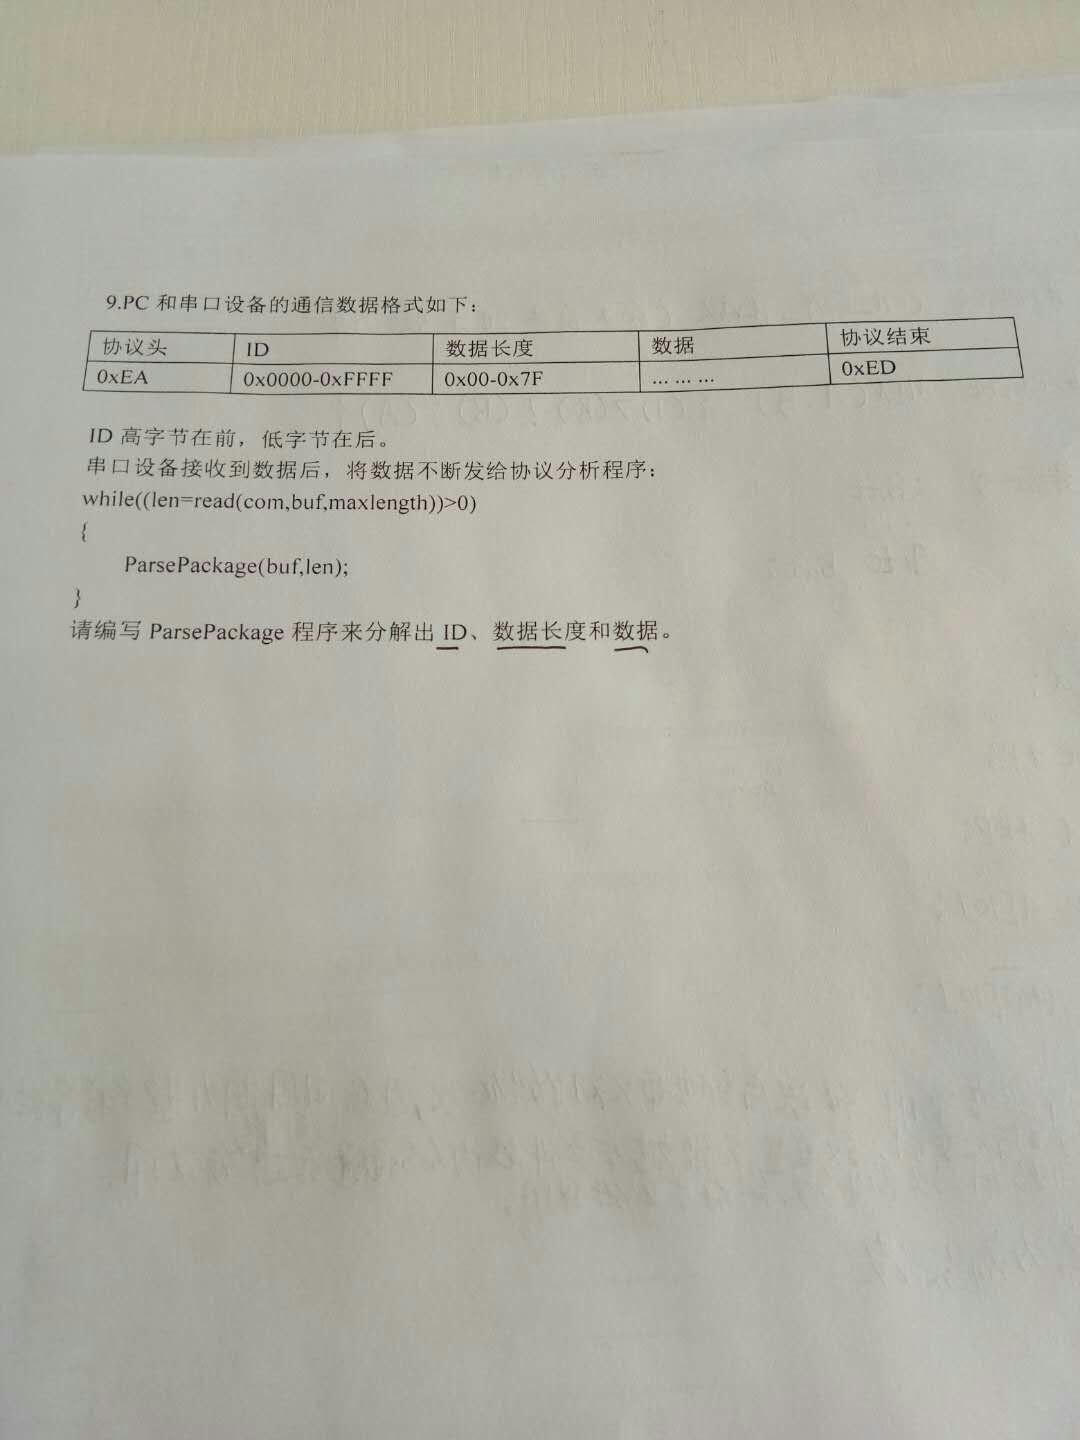 9.PC 和串口设备的通信数据格式如下：
协议头 ID 数据长度 数据 协议结束
0xEA 0x0000-0xFFFF 0x00-0x7F ... ... ... 0xED
ID 高字节在前，低字节在后。
串口设备接收到数据后，将数据不断发给协议分析程序：
while((len=read(com,buf,maxlength))>0)
{
ParsePackage(buf,len);
}
请编写 ParsePackage 程序来分解出 ID、数据长度和数据。